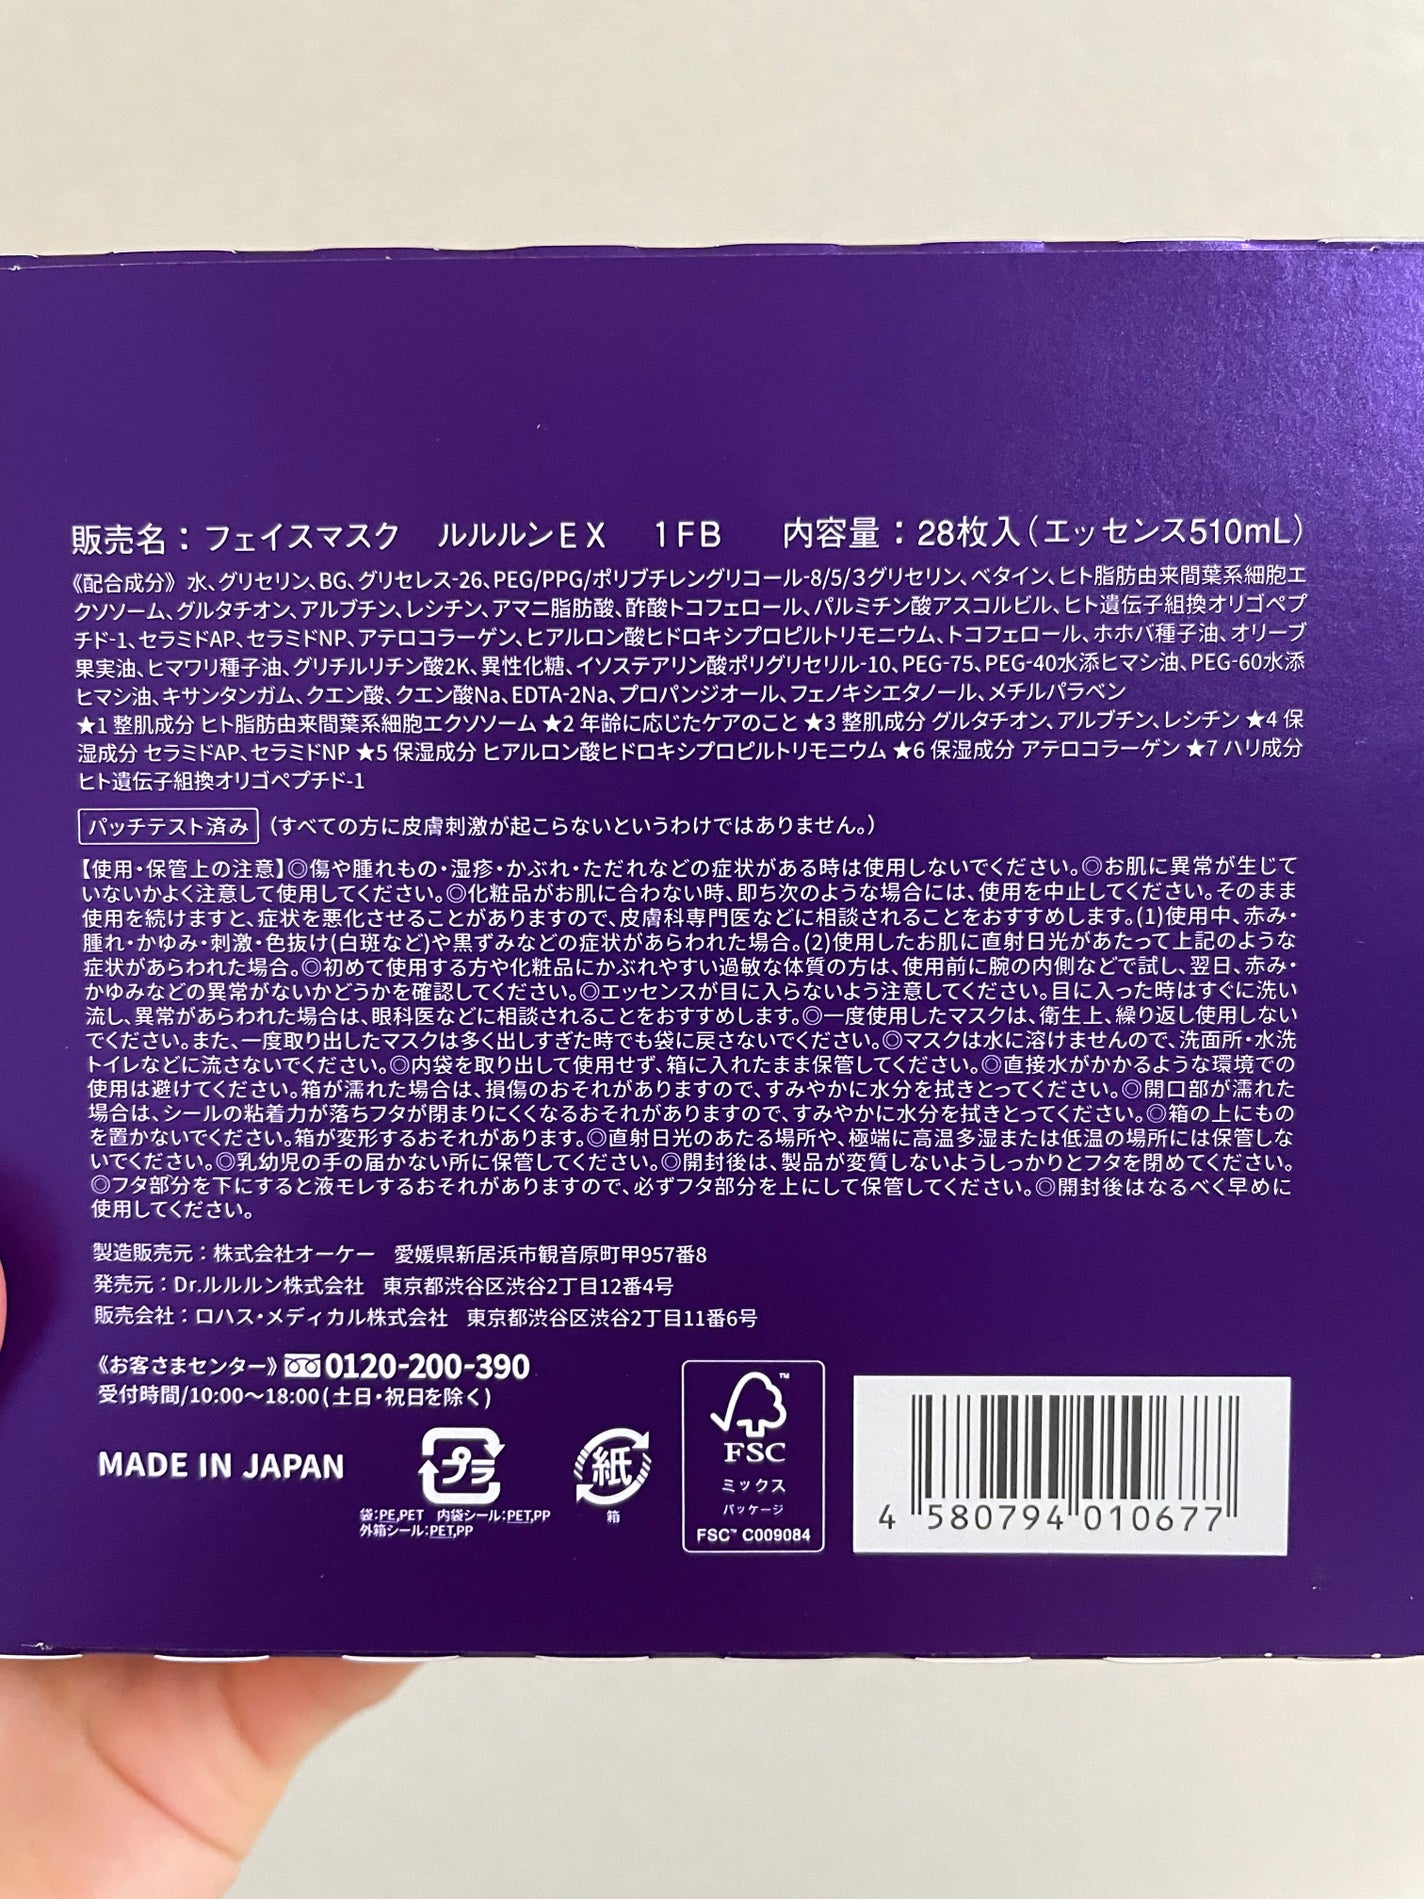 販売名：フェイスマスク　ルルルンEX　1FB　　内容量：28枚入（エッセンス510mL）
《配合成分》水、グリセリン、BG、グリセレス-26、PEG/PPG/ポリブチレングリコール-8/5/3グリセリン、ベタイン、ヒト脂肪由来間葉系細胞エ
クソソーム、グルタチオン、アルブチン、レシチン、アマニ脂肪酸、酢酸トコフェロール、パルミチン酸アスコルビル、ヒト遺伝子組換オリゴペプ
チド-1、セラミドAP、セラミドNP、アテロコラーゲン、ヒアルロン酸ヒドロキシプロピルトリモニウム、トコフェロール、ホホバ種子油、オリーブ
果実油、ヒマワリ種子油、グリチルリチン酸2K、異性化糖、イソステアリン酸ポリグリセリル-10、PEG-75、PEG-40水添ヒマシ油、PEG-60水添
ヒマシ油、キサンタンガム、クエン酸、クエン酸Na、EDTA-2Na、プロパンジオール、フェノキシエタノール、メチルパラベン
★1 整肌成分 ヒト脂肪由来間葉系細胞エクソソーム ★2 年齢に応じたケアのこと ★3 整肌成分 グルタチオン、アルブチン、レシチン ★4 保
湿成分 セラミドAP、セラミドNP ★5 保湿成分 ヒアルロン酸ヒドロキシプロピルトリモニウム ★6 保湿成分 アテロコラーゲン ★7 ハリ成分
ヒト遺伝子組換オリゴペプチド-1
パッチテスト済み（すべての方に皮膚刺激が起こらないというわけではありません。）
【使用・保管上の注意】◎傷や腫れもの・湿疹・かぶれ・ただれなどの症状がある時は使用しないでください。◎お肌に異常が生じて
いないかよく注意して使用してください。◎化粧品がお肌に合わない時、即ち次のような場合には、使用を中止してください。そのまま
使用を続けますと、症状を悪化させることがありますので、皮膚科専門医などに相談されることをおすすめします。(1)使用中、赤み・
腫れ・かゆみ・刺激・色抜け(白斑など)や黒ずみなどの症状があらわれた場合。(2)使用したお肌に直射日光があたって上記のような
症状があらわれた場合。◎初めて使用する方や化粧品にかぶれやすい過敏な体質の方は、使用前に腕の内側などで試し、翌日、赤み・
かゆみなどの異常がないかどうかを確認してください。◎エッセンスが目に入らないよう注意してください。目に入った時はすぐに洗い
流し、異常があらわれた場合は、眼科医などに相談されることをおすすめします。◎一度使用したマスクは、衛生上、繰り返し使用しない
でください。また、一度取り出したマスクは多く出しすぎた時でも袋に戻さないでください。◎マスクは水に溶けませんので、洗面所・水洗
トイレなどに流さないでください。◎内袋を取り出して使用せず、箱に入れたまま保管してください。◎直接水がかかるような環境での
使用は避けてください。箱が濡れた場合は、損傷のおそれがありますので、すみやかに水分を拭きとってください。◎開口部が濡れた
場合は、シールの粘着力が落ちフタが閉まりにくくなるおそれがありますので、すみやかに水分を拭きとってください。◎箱の上にもの
を置かないでください。箱が変形するおそれがあります。◎直射日光のあたる場所や、極端に高温多湿または低温の場所には保管しな
いでください。◎乳幼児の手の届かない所に保管してください。◎開封後は、製品が変質しないようしっかりとフタを閉めてください。
◎フタ部分を下にすると液モレするおそれがありますので、必ずフタ部分を上にして保管してください。◎開封後はなるべく早めに
使用してください。
製造販売元：株式会社オーケー　愛媛県新居浜市観音原町甲957番8
発売元：Dr.ルルルン株式会社　東京都渋谷区渋谷2丁目12番4号
販売会社：ロハス・メディカル株式会社　東京都渋谷区渋谷2丁目11番6号
《お客さまセンター》0120-200-390
受付時間/10:00～18:00(土日・祝日を除く)
MADE IN JAPAN
プラ
袋：PE,PET　内袋シール：PET,PP
外箱シール：PET,PP
紙
箱
™
FSC
ミックス
パッケージ
FSC™ C009084
4 580794 010677